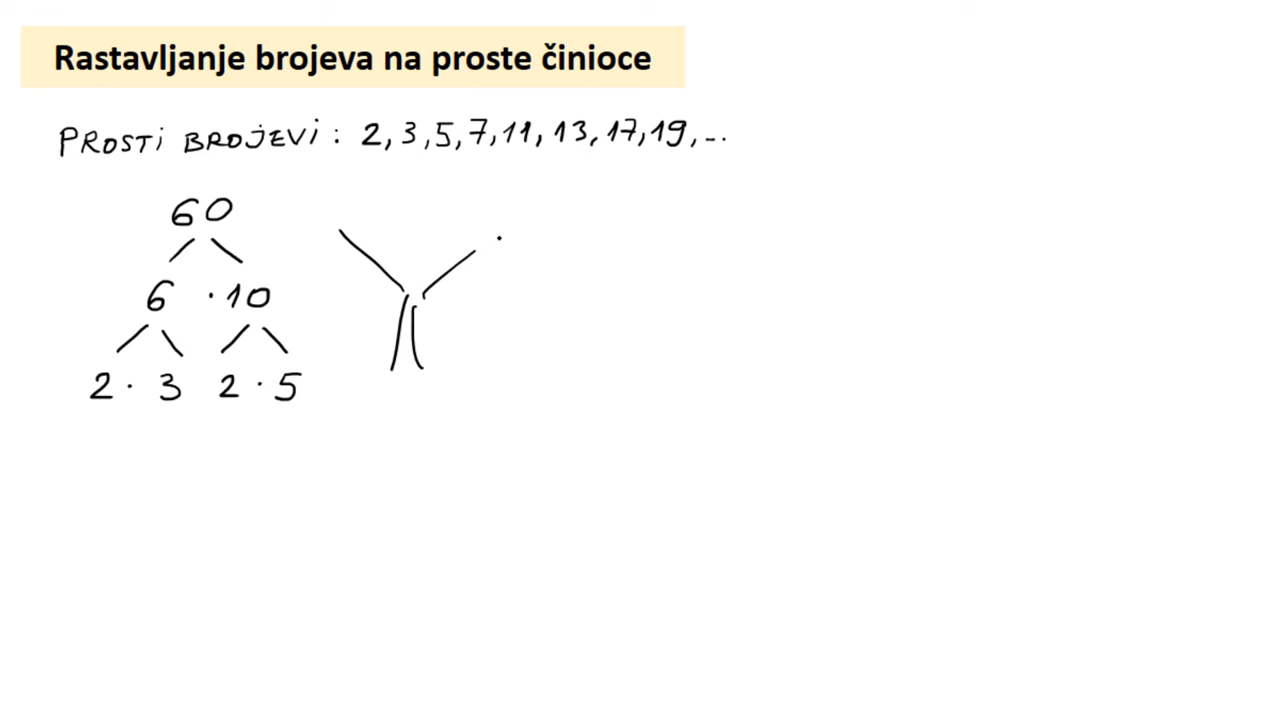 Rastavljanje brojeva na proste činioce
PROSTI BROJEVI: 2, 3, 5, 7, 11, 13, 17, 19, ...
60
6 · 10
2 · 3 2 · 5